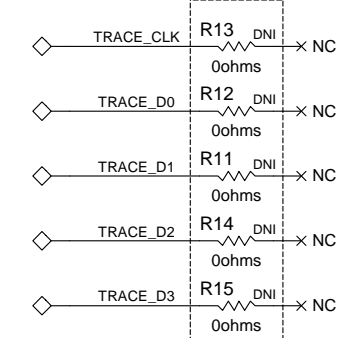 TRACE_CLK R13 DNI NC
0ohms
TRACE_D0 R12 DNI NC
0ohms
TRACE_D1 R11 DNI NC
0ohms
TRACE_D2 R14 DNI NC
0ohms
TRACE_D3 R15 DNI NC
0ohms